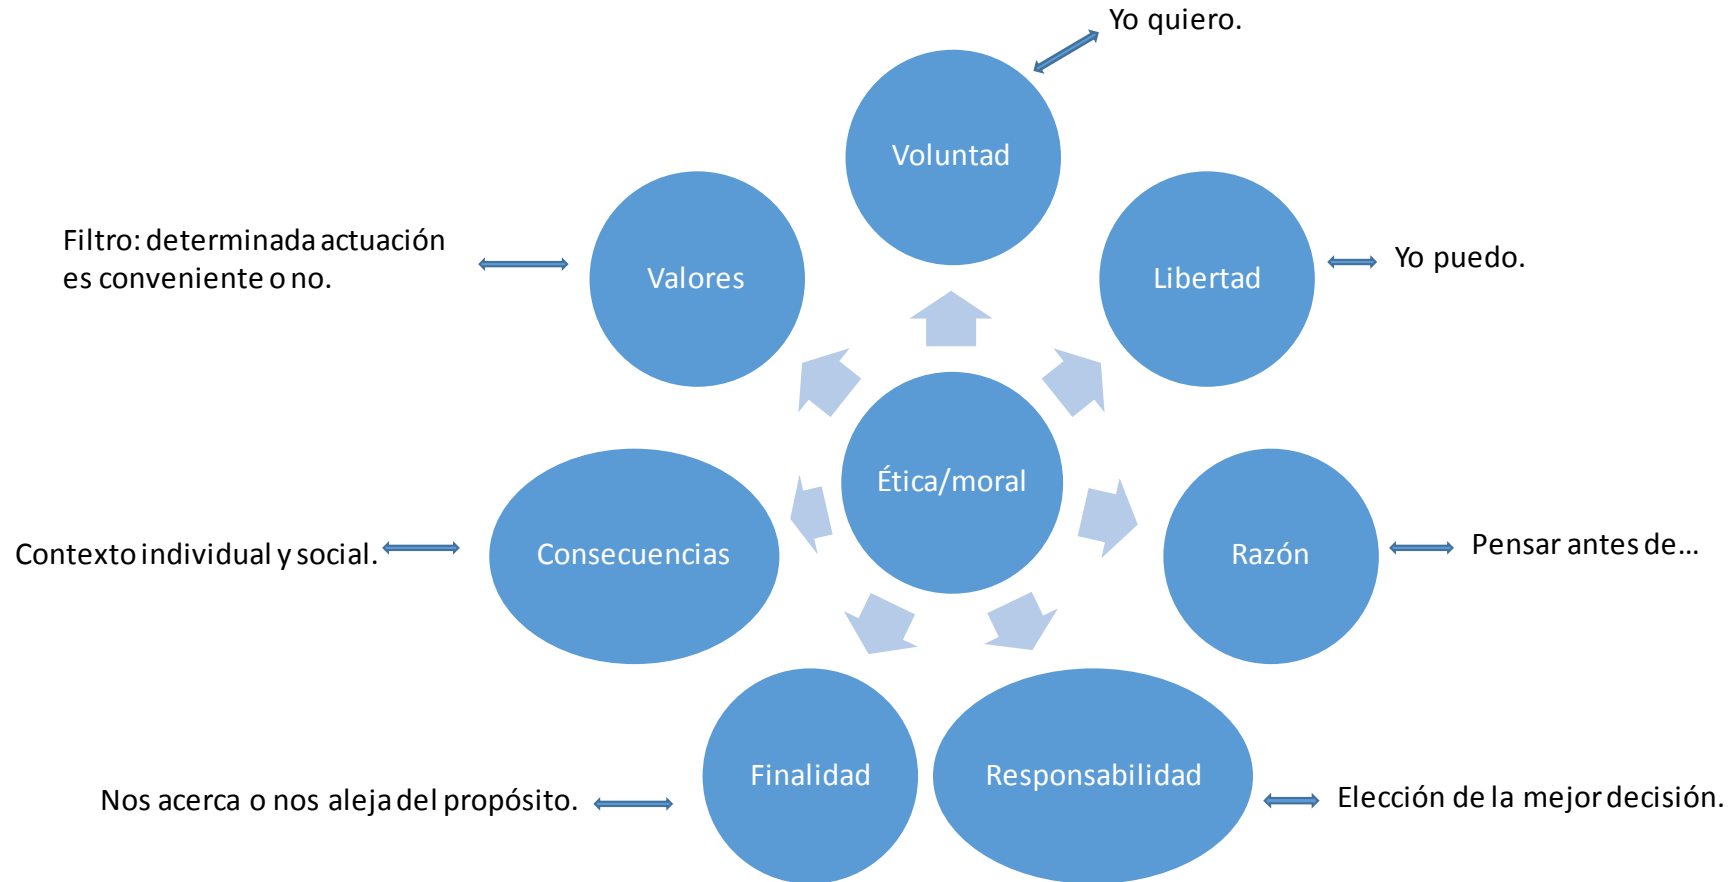 Yo quiero.
Voluntad
Filtro: determinada actuación
es conveniente o no.
Valores
Libertad
Yo puedo.
Ética/moral
Contexto individual y social.
Consecuencias
Razón
Pensar antes de...
Nos acerca o nos aleja del propósito.
Finalidad
Responsabilidad
Elección de la mejor decisión.